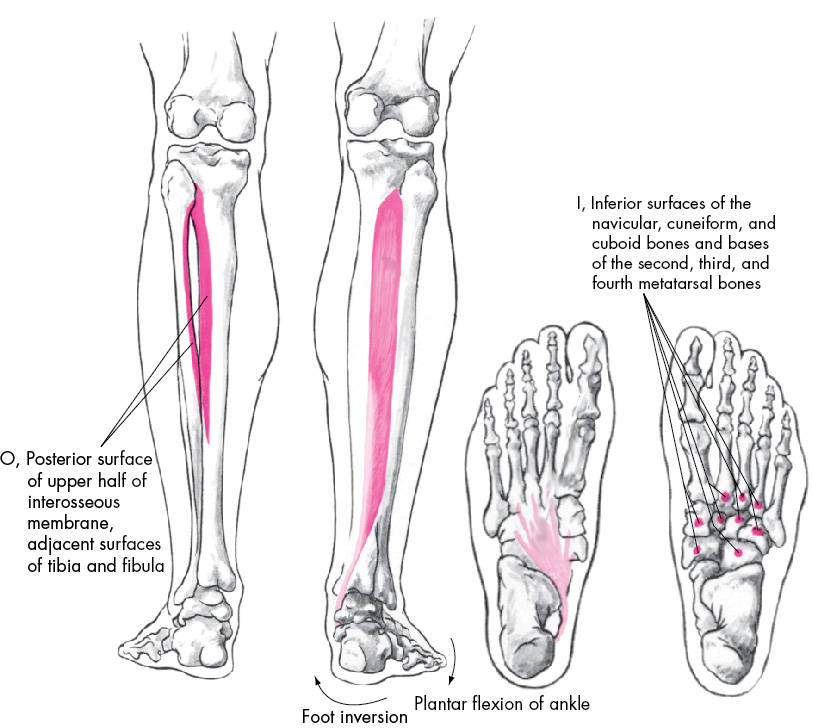 I, Inferior surfaces of the
navicular, cuneiform, and
cuboid bones and bases
of the second, third, and
fourth metatarsal bones
O, Posterior surface
of upper half of
interosseous
membrane,
adjacent surfaces
of tibia and fibula
Foot inversion
Plantar flexion of ankle